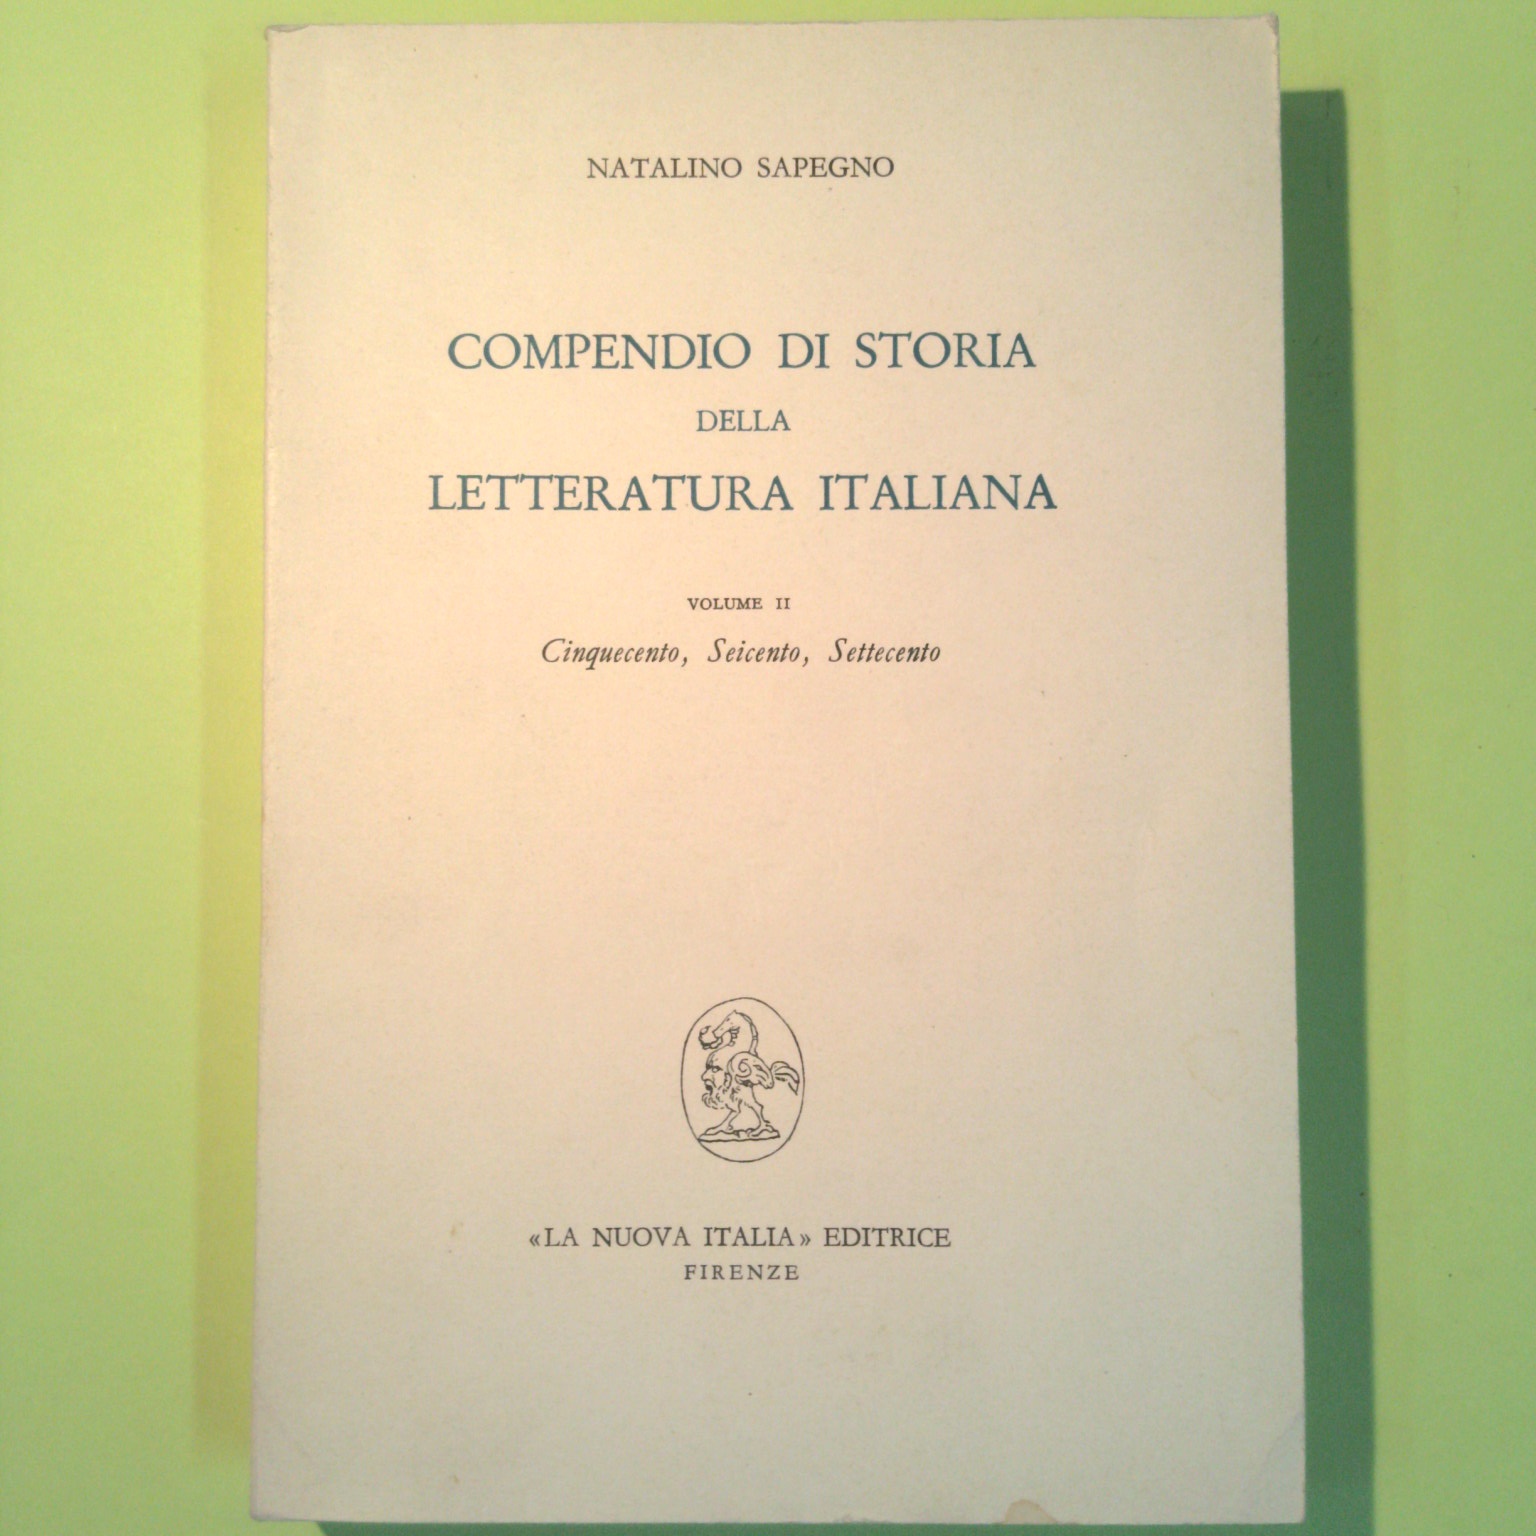 NATALINO SAPEGNO
COMPENDIO DI STORIA
DELLA
LETTERATURA ITALIANA
VOLUME II
Cinquecento, Seicento, Settecento
«LA NUOVA ITALIA» EDITRICE
FIRENZE